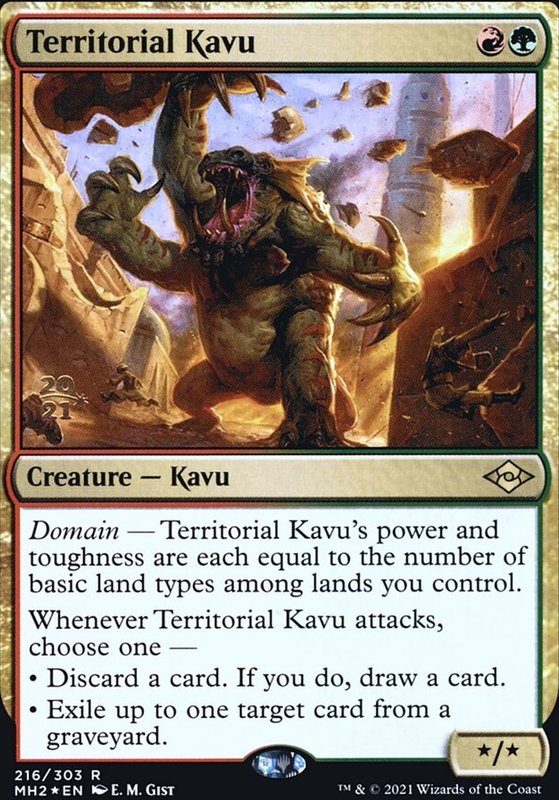 Territorial Kavu
20
21
Creature — Kavu
Domain — Territorial Kavu's power and
toughness are each equal to the number of
basic land types among lands you control.
Whenever Territorial Kavu attacks,
choose one —
• Discard a card. If you do, draw a card.
• Exile up to one target card from a
graveyard.
★/★
216/303 R
MH2★EN E. M. Gist
™ & © 2021 Wizards of the Coast